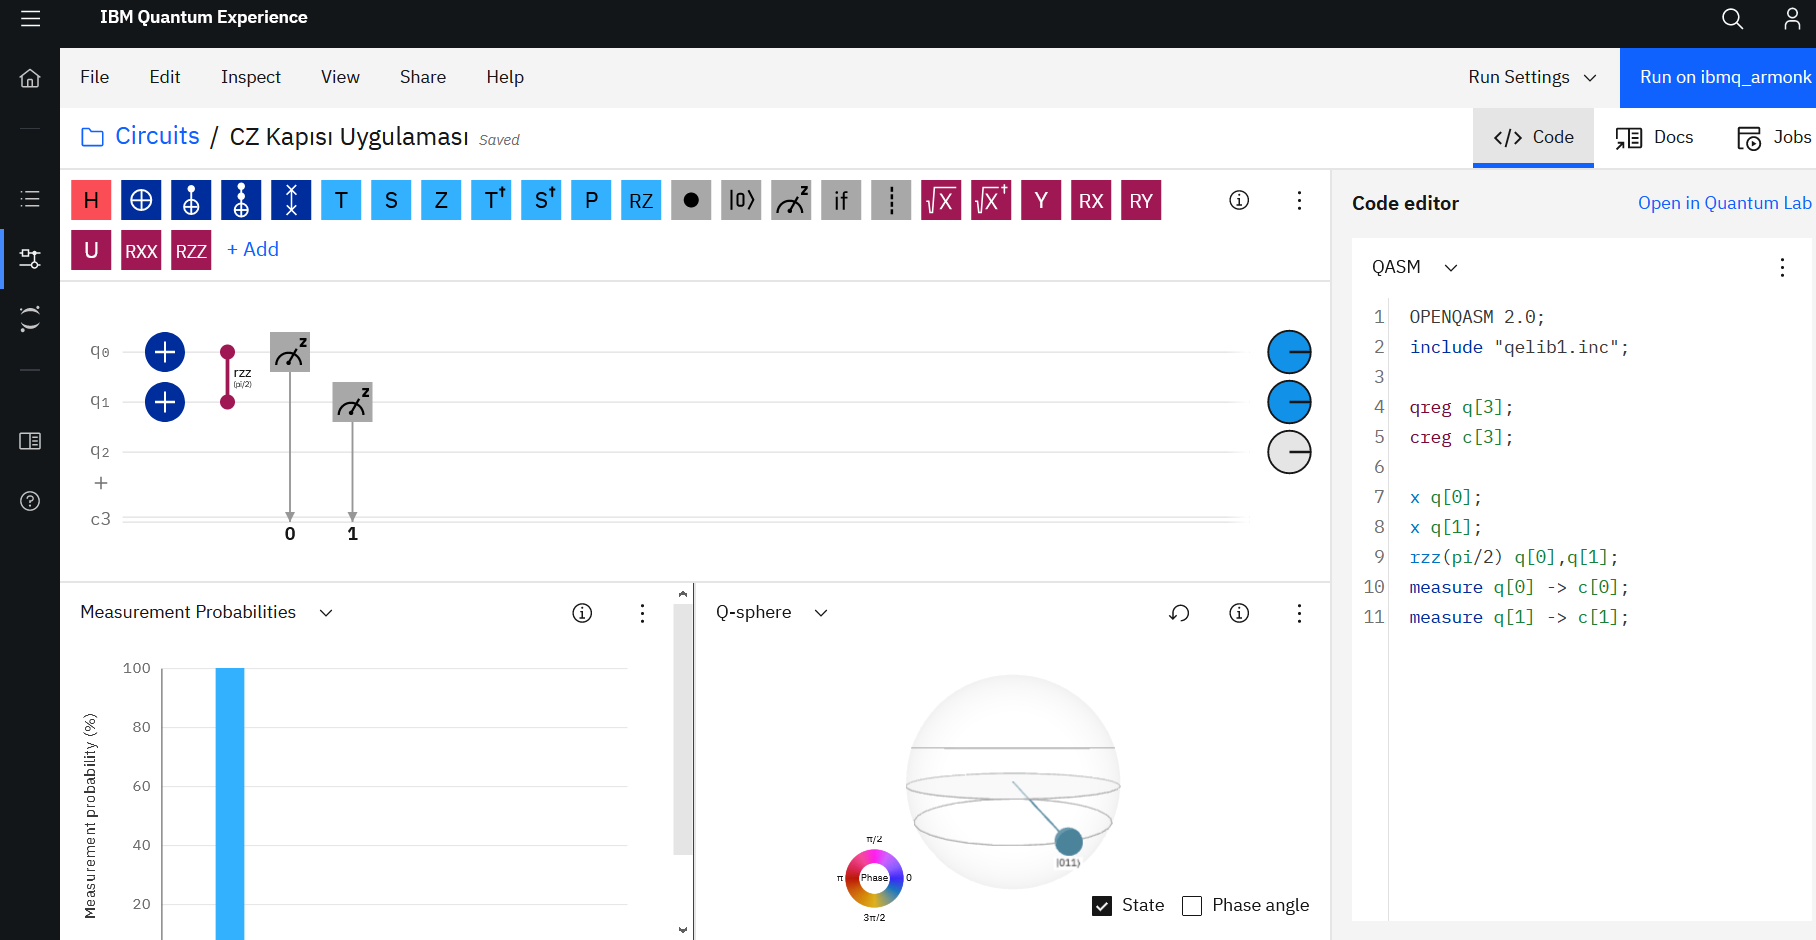 IBM Quantum Experience
File Edit Inspect View Share Help Run Settings Run on ibmq_armonk
Circuits / CZ Kapısı Uygulaması Saved
Code Docs Jobs
H T S Z T† S† P RZ |0⟩ z if √X √X† Y RX RY
U RXX RZZ + Add
q0
z
rzz
(pi/2)
q1
z
q2
+
c3
0 1
Code editor Open in Quantum Lab
QASM
1 OPENQASM 2.0;
2 include "qelib1.inc";
3
4 qreg q[3];
5 creg c[3];
6
7 x q[0];
8 x q[1];
9 rzz(pi/2) q[0],q[1];
10 measure q[0] -> c[0];
11 measure q[1] -> c[1];
Measurement Probabilities
Measurement probability (%)
100
80
60
40
20
Q-sphere
|011⟩
π/2
π Phase 0
3π/2
State Phase angle